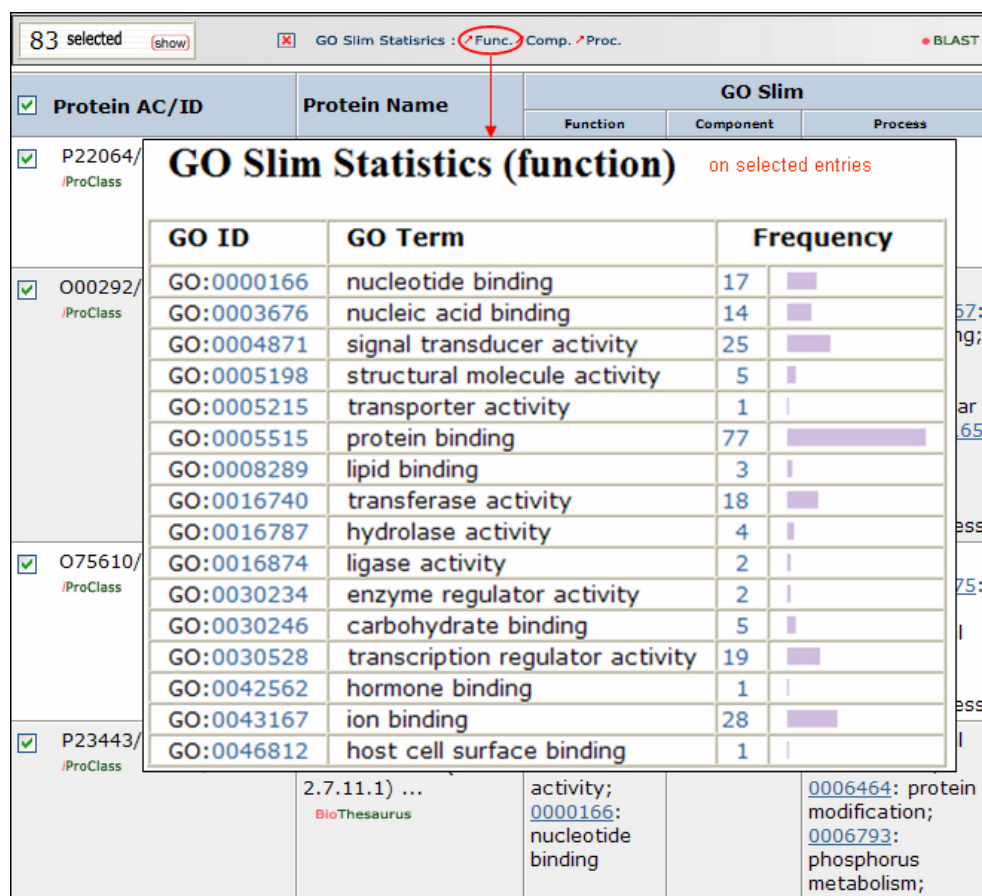 83 selected (show) GO Slim Statisrics : Func. Comp. Proc. BLAST
Protein AC/ID Protein Name GO Slim
Function Component Process
P22064/
iProClass
GO Slim Statistics (function) on selected entries
GO ID GO Term Frequency
GO:0000166 nucleotide binding 17
GO:0003676 nucleic acid binding 14
GO:0004871 signal transducer activity 25
GO:0005198 structural molecule activity 5
GO:0005215 transporter activity 1
GO:0005515 protein binding 77
GO:0008289 lipid binding 3
GO:0016740 transferase activity 18
GO:0016787 hydrolase activity 4
GO:0016874 ligase activity 2
GO:0030234 enzyme regulator activity 2
GO:0030246 carbohydrate binding 5
GO:0030528 transcription regulator activity 19
GO:0042562 hormone binding 1
GO:0043167 ion binding 28
GO:0046812 host cell surface binding 1
O00292/
iProClass
O75610/
iProClass
P23443/
iProClass
2.7.11.1) ...
BioThesaurus
activity;
0000166:
nucleotide
binding
0006464: protein
modification;
0006793:
phosphorus
metabolism;